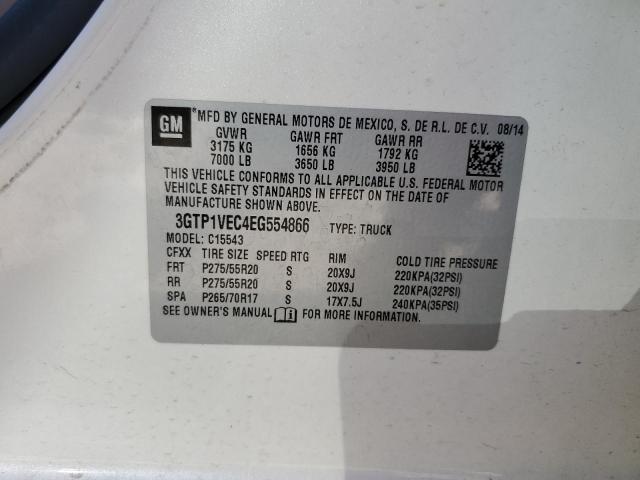 GM *MFD BY GENERAL MOTORS DE MEXICO, S. DE R.L. DE C.V. 08/14
GVWR GAWR FRT GAWR RR
3175 KG 1656 KG 1792 KG
7000 LB 3650 LB 3950 LB
THIS VEHICLE CONFORMS TO ALL APPLICABLE U.S. FEDERAL MOTOR
VEHICLE SAFETY STANDARDS IN EFFECT ON THE DATE OF
MANUFACTURE SHOWN ABOVE.
3GTP1VEC4EG554866 TYPE: TRUCK
MODEL: C15543
CFXX TIRE SIZE SPEED RTG RIM COLD TIRE PRESSURE
FRT P275/55R20 S 20X9J 220KPA(32PSI)
RR P275/55R20 S 20X9J 220KPA(32PSI)
SPA P265/70R17 S 17X7.5J 240KPA(35PSI)
SEE OWNER'S MANUAL FOR MORE INFORMATION.